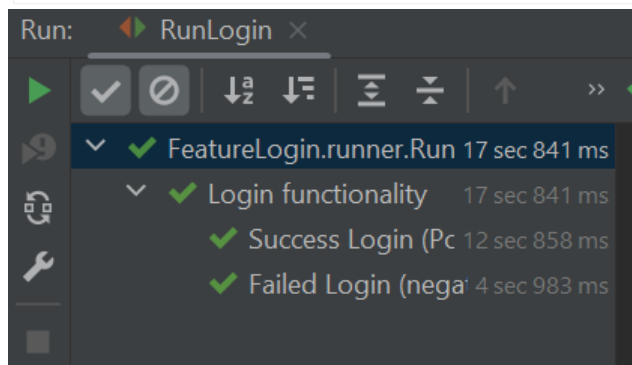 Run: RunLogin
FeatureLogin.runner.Run 17 sec 841 ms
Login functionality 17 sec 841 ms
Success Login (Pc 12 sec 858 ms
Failed Login (nega 4 sec 983 ms